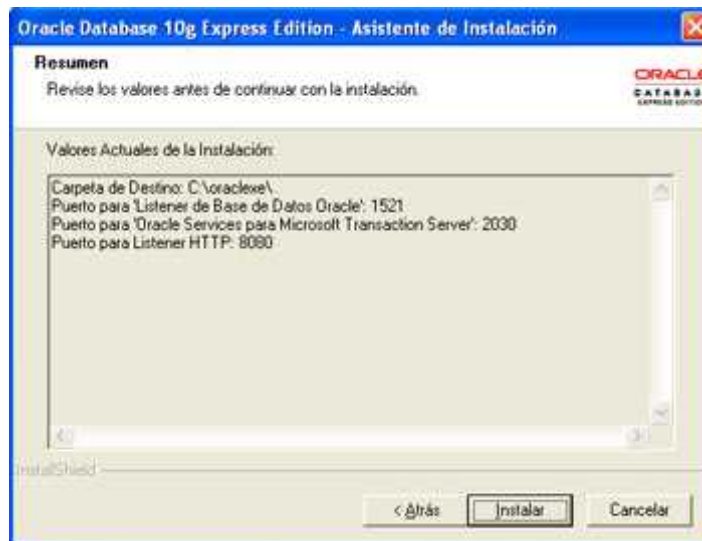 Oracle Database 10g Express Edition - Asistente de Instalación
Resumen
Revise los valores antes de continuar con la instalación.
ORACLE
DATABASE
EXPRESS EDITION
Valores Actuales de la Instalación:
Carpeta de Destino: C:\oraclexe\
Puerto para 'Listener de Base de Datos Oracle': 1521
Puerto para 'Oracle Services para Microsoft Transaction Server': 2030
Puerto para Listener HTTP: 8080
InstallShield
< Atrás
Instalar
Cancelar